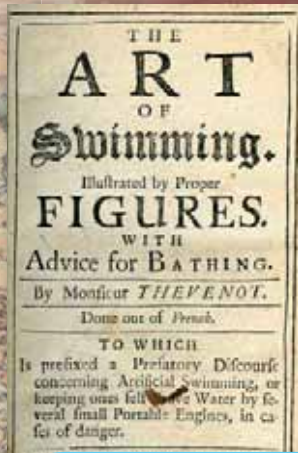 THE
ART
OF
Swimming.
Illuſtrated by Proper
FIGURES.
WITH
Advice for BATHING.
By Monſieur THEVENOT.
Done out of French.
TO WHICH
Is prefixed a Prefatory Diſcourſe
concerning Artificial Swimming, or
keeping ones ſelf above Water by ſe-
veral ſmall Portable Engines, in ca-
ſes of danger.